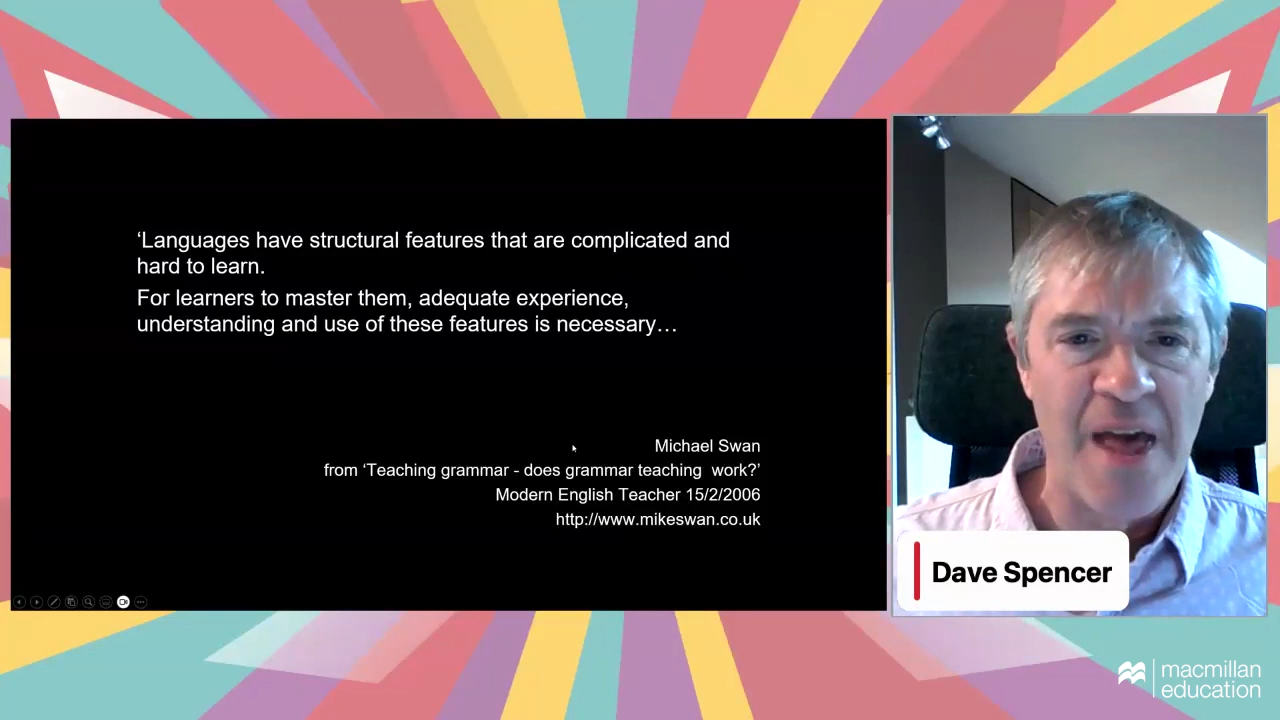 ‘Languages have structural features that are complicated and
hard to learn.
For learners to master them, adequate experience,
understanding and use of these features is necessary…
Michael Swan
from ‘Teaching grammar - does grammar teaching  work?’
Modern English Teacher 15/2/2006
http://www.mikeswan.co.uk
Dave Spencer
macmillan
education